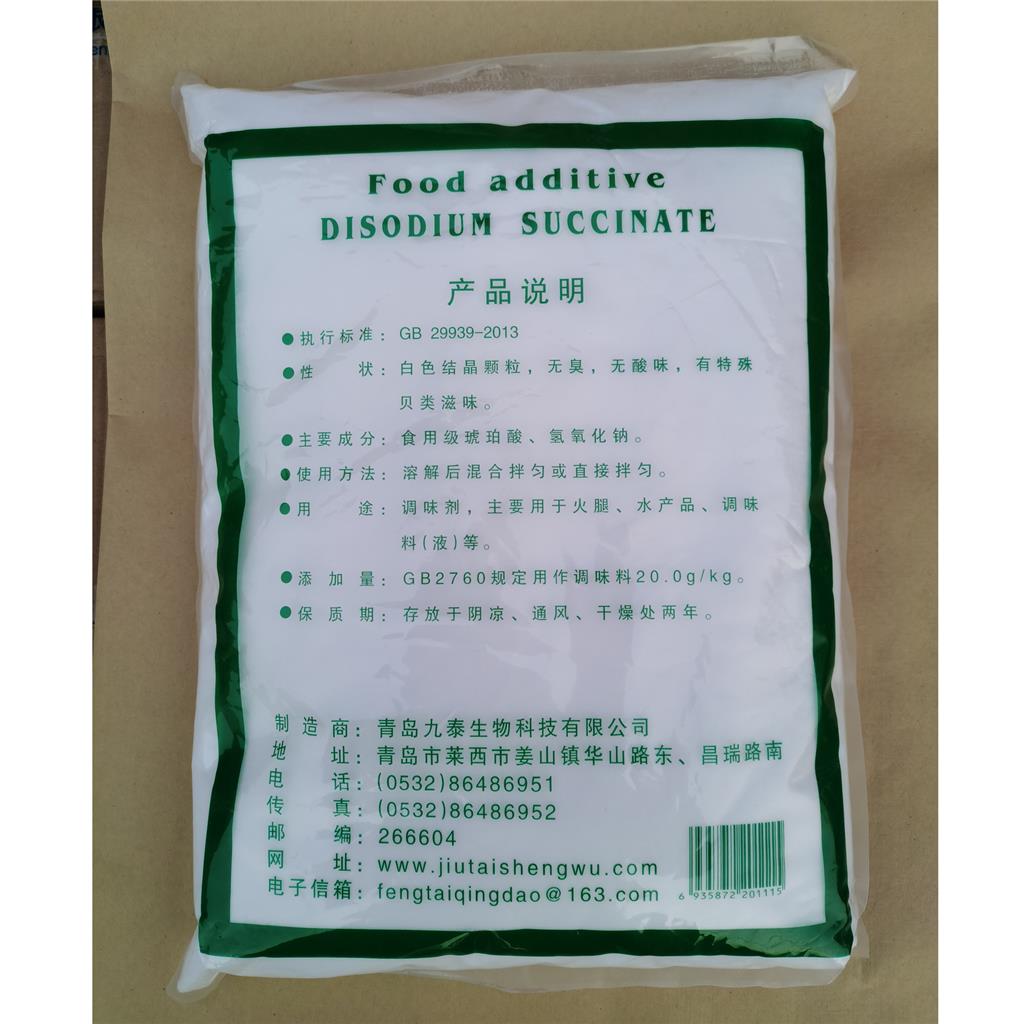 Food additive
DISODIUM SUCCINATE
产品说明
●执行标准：GB 29939-2013
●性 状：白色结晶颗粒，无臭，无酸味，有特殊
贝类滋味。
●主要成分：食用级琥珀酸、氢氧化钠。
●使用方法：溶解后混合拌匀或直接拌匀。
●用 途：调味剂，主要用于火腿、水产品、调味
料(液)等。
●添加量：GB2760规定用作调味料20.0g/kg。
●保质期：存放于阴凉、通风、干燥处两年。
制造商：青岛九泰生物科技有限公司
地 址：青岛市莱西市姜山镇华山路东、昌瑞路南
电 话：(0532)86486951
传 真：(0532)86486952
邮 编：266604
网 址：www.jiutaishengwu.com
电子信箱：fengtaiqingdao@163.com
6 935872 201115